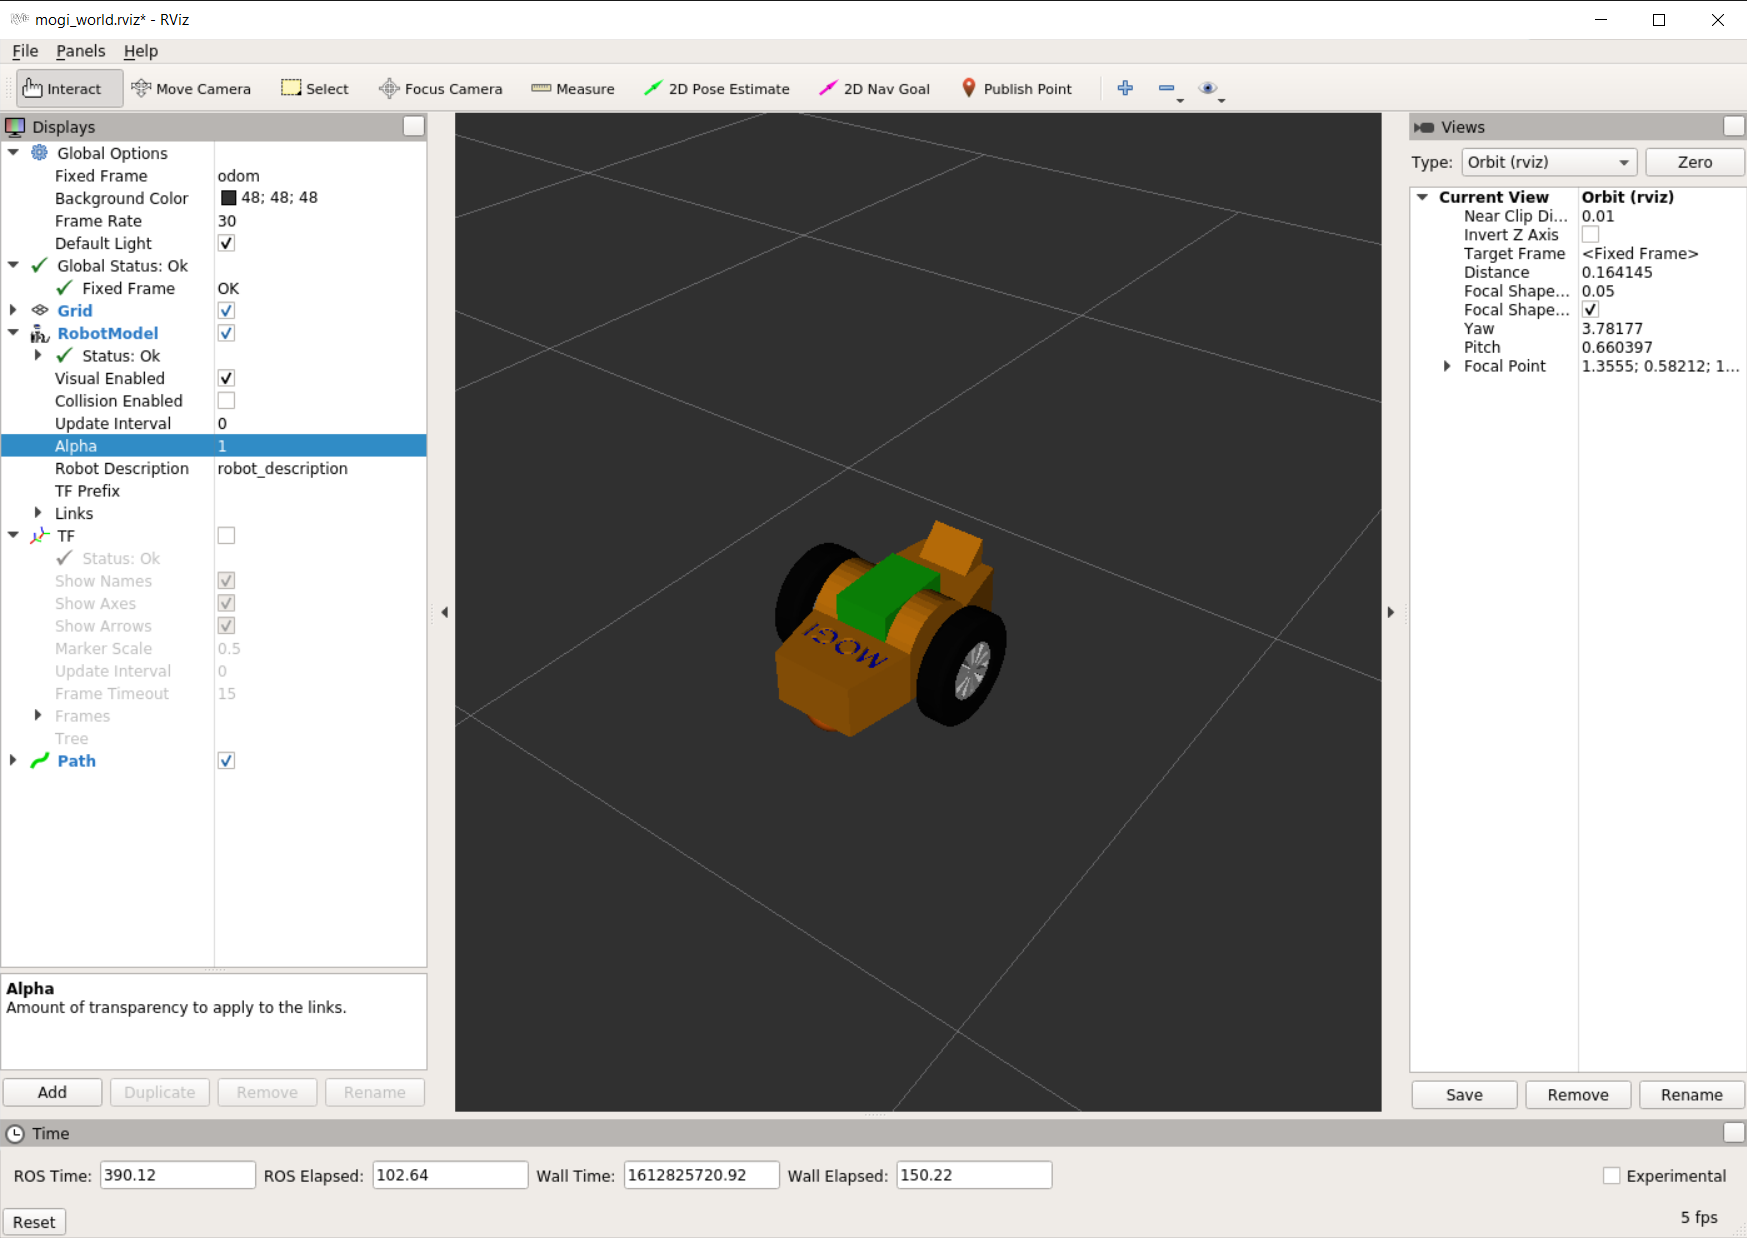 mogi_world.rviz* - RViz
File Panels Help
Interact Move Camera Select Focus Camera Measure 2D Pose Estimate 2D Nav Goal Publish Point
Displays
Global Options
Fixed Frame odom
Background Color 48; 48; 48
Frame Rate 30
Default Light
Global Status: Ok
Fixed Frame OK
Grid
RobotModel
Status: Ok
Visual Enabled
Collision Enabled
Update Interval 0
Alpha 1
Robot Description robot_description
TF Prefix
Links
TF
Status: Ok
Show Names
Show Axes
Show Arrows
Marker Scale 0.5
Update Interval 0
Frame Timeout 15
Frames
Tree
Path
Alpha
Amount of transparency to apply to the links.
Add Duplicate Remove Rename
MOGI
Views
Type: Orbit (rviz) Zero
Current View Orbit (rviz)
Near Clip Di... 0.01
Invert Z Axis
Target Frame <Fixed Frame>
Distance 0.164145
Focal Shape... 0.05
Focal Shape...
Yaw 3.78177
Pitch 0.660397
Focal Point 1.3555; 0.58212; 1...
Save Remove Rename
Time
ROS Time: 390.12 ROS Elapsed: 102.64 Wall Time: 1612825720.92 Wall Elapsed: 150.22 Experimental
Reset 5 fps